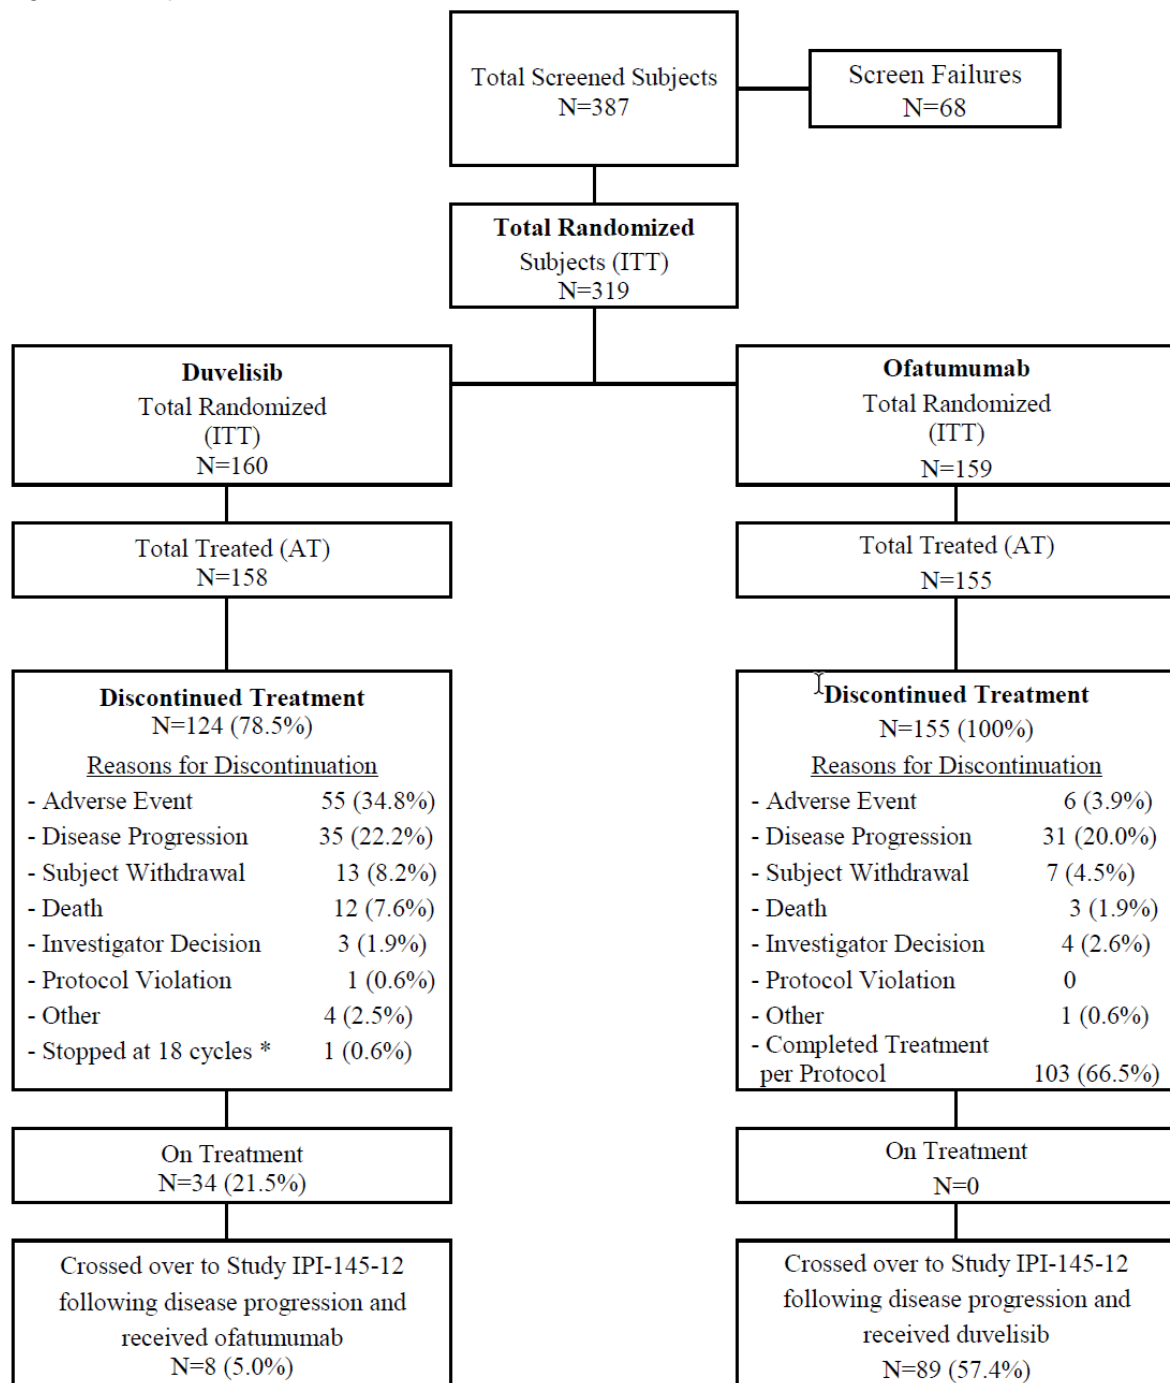 Total Screened Subjects
N=387
Screen Failures
N=68
Total Randomized
Subjects (ITT)
N=319
Duvelisib
Total Randomized
(ITT)
N=160
Ofatumumab
Total Randomized
(ITT)
N=159
Total Treated (AT)
N=158
Total Treated (AT)
N=155
Discontinued Treatment
N=124 (78.5%)
Reasons for Discontinuation
- Adverse Event 55 (34.8%)
- Disease Progression 35 (22.2%)
- Subject Withdrawal 13 (8.2%)
- Death 12 (7.6%)
- Investigator Decision 3 (1.9%)
- Protocol Violation 1 (0.6%)
- Other 4 (2.5%)
- Stopped at 18 cycles * 1 (0.6%)
Discontinued Treatment
N=155 (100%)
Reasons for Discontinuation
- Adverse Event 6 (3.9%)
- Disease Progression 31 (20.0%)
- Subject Withdrawal 7 (4.5%)
- Death 3 (1.9%)
- Investigator Decision 4 (2.6%)
- Protocol Violation 0
- Other 1 (0.6%)
- Completed Treatment
per Protocol 103 (66.5%)
On Treatment
N=34 (21.5%)
On Treatment
N=0
Crossed over to Study IPI-145-12
following disease progression and
received ofatumumab
N=8 (5.0%)
Crossed over to Study IPI-145-12
following disease progression and
received duvelisib
N=89 (57.4%)